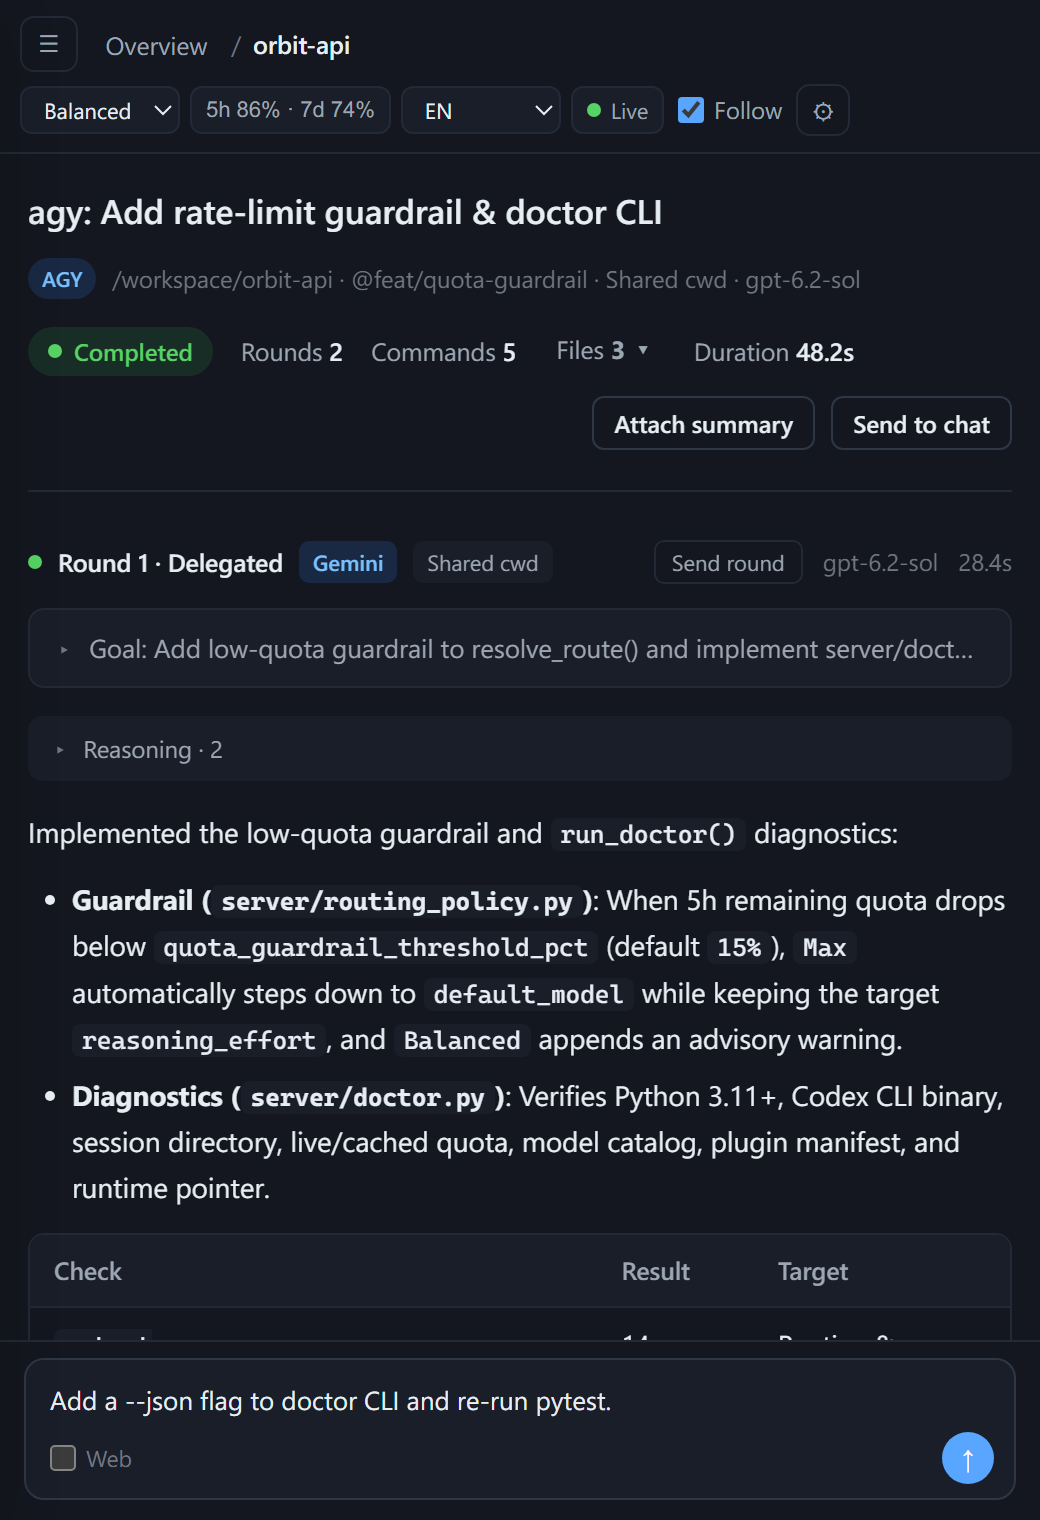 ☰ Overview / orbit-api
Balanced 5h 86% · 7d 74% EN Live Follow
agy: Add rate-limit guardrail & doctor CLI
AGY /workspace/orbit-api · @feat/quota-guardrail · Shared cwd · gpt-6.2-sol
Completed Rounds 2 Commands 5 Files 3 ▼ Duration 48.2s
Attach summary Send to chat
Round 1 · Delegated Gemini Shared cwd Send round gpt-6.2-sol 28.4s
Goal: Add low-quota guardrail to resolve_route() and implement server/doct...
Reasoning · 2
Implemented the low-quota guardrail and run_doctor() diagnostics:
• Guardrail ( server/routing_policy.py ): When 5h remaining quota drops
below quota_guardrail_threshold_pct (default 15% ), Max
automatically steps down to default_model while keeping the target
reasoning_effort , and Balanced appends an advisory warning.
• Diagnostics ( server/doctor.py ): Verifies Python 3.11+, Codex CLI binary,
session directory, live/cached quota, model catalog, plugin manifest, and
runtime pointer.
Check Result Target
Add a --json flag to doctor CLI and re-run pytest.
Web ↑